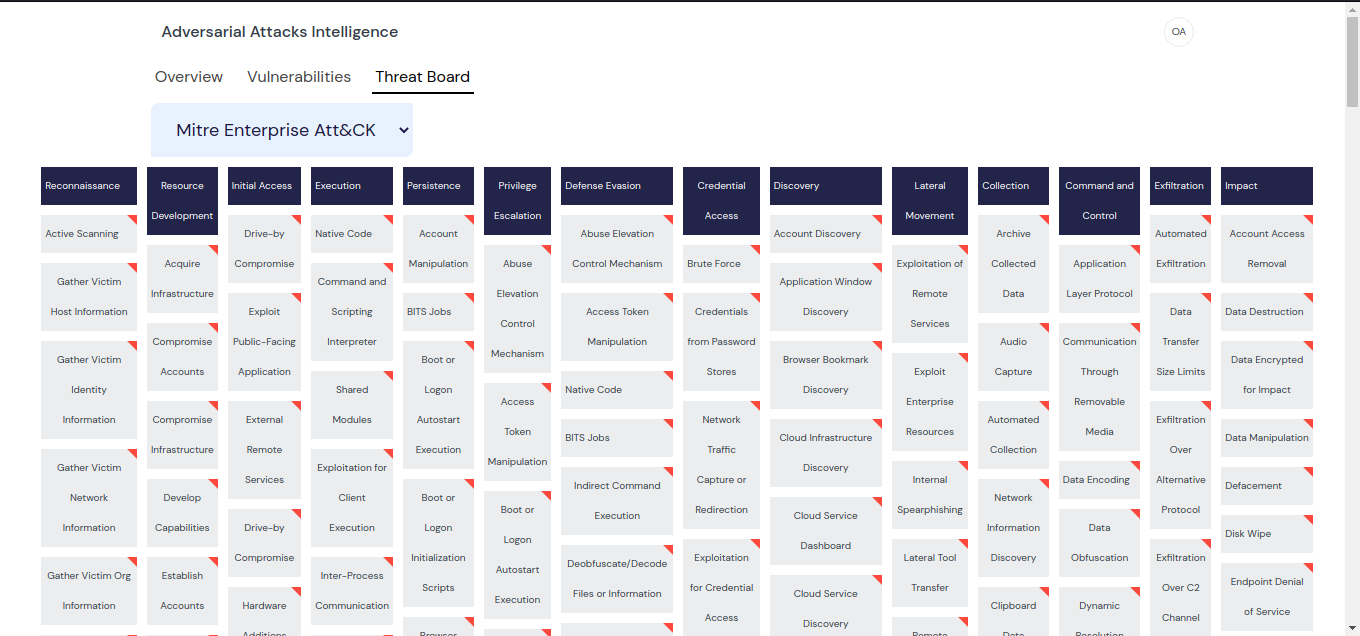 Adversarial Attacks Intelligence
OA
Overview
Vulnerabilities
Threat Board
Mitre Enterprise Att&CK
Reconnaissance
Active Scanning
Gather Victim
Host Information
Gather Victim
Identity
Information
Gather Victim
Network
Information
Gather Victim Org
Information
Resource
Development
Acquire
Infrastructure
Compromise
Accounts
Compromise
Infrastructure
Develop
Capabilities
Establish
Accounts
Initial Access
Drive-by
Compromise
Exploit
Public-Facing
Application
External
Remote
Services
Drive-by
Compromise
Hardware
Additions
Execution
Native Code
Command and
Scripting
Interpreter
Shared
Modules
Exploitation for
Client
Execution
Inter-Process
Communication
Persistence
Account
Manipulation
BITS Jobs
Boot or
Logon
Autostart
Execution
Boot or
Logon
Initialization
Scripts
Browser
Privilege
Escalation
Abuse
Elevation
Control
Mechanism
Access
Token
Manipulation
Boot or
Logon
Autostart
Execution
Defense Evasion
Abuse Elevation
Control Mechanism
Access Token
Manipulation
Native Code
BITS Jobs
Indirect Command
Execution
Deobfuscate/Decode
Files or Information
Credential
Access
Brute Force
Credentials
from Password
Stores
Network
Traffic
Capture or
Redirection
Exploitation
for Credential
Access
Discovery
Account Discovery
Application Window
Discovery
Browser Bookmark
Discovery
Cloud Infrastructure
Discovery
Cloud Service
Dashboard
Cloud Service
Discovery
Lateral
Movement
Exploitation of
Remote
Services
Exploit
Enterprise
Resources
Internal
Spearphishing
Lateral Tool
Transfer
Remote
Collection
Archive
Collected
Data
Audio
Capture
Automated
Collection
Network
Information
Discovery
Clipboard
Data
Command and
Control
Application
Layer Protocol
Communication
Through
Removable
Media
Data Encoding
Data
Obfuscation
Dynamic
Resolution
Exfiltration
Automated
Exfiltration
Data
Transfer
Size Limits
Exfiltration
Over
Alternative
Protocol
Exfiltration
Over C2
Channel
Impact
Account Access
Removal
Data Destruction
Data Encrypted
for Impact
Data Manipulation
Defacement
Disk Wipe
Endpoint Denial
of Service